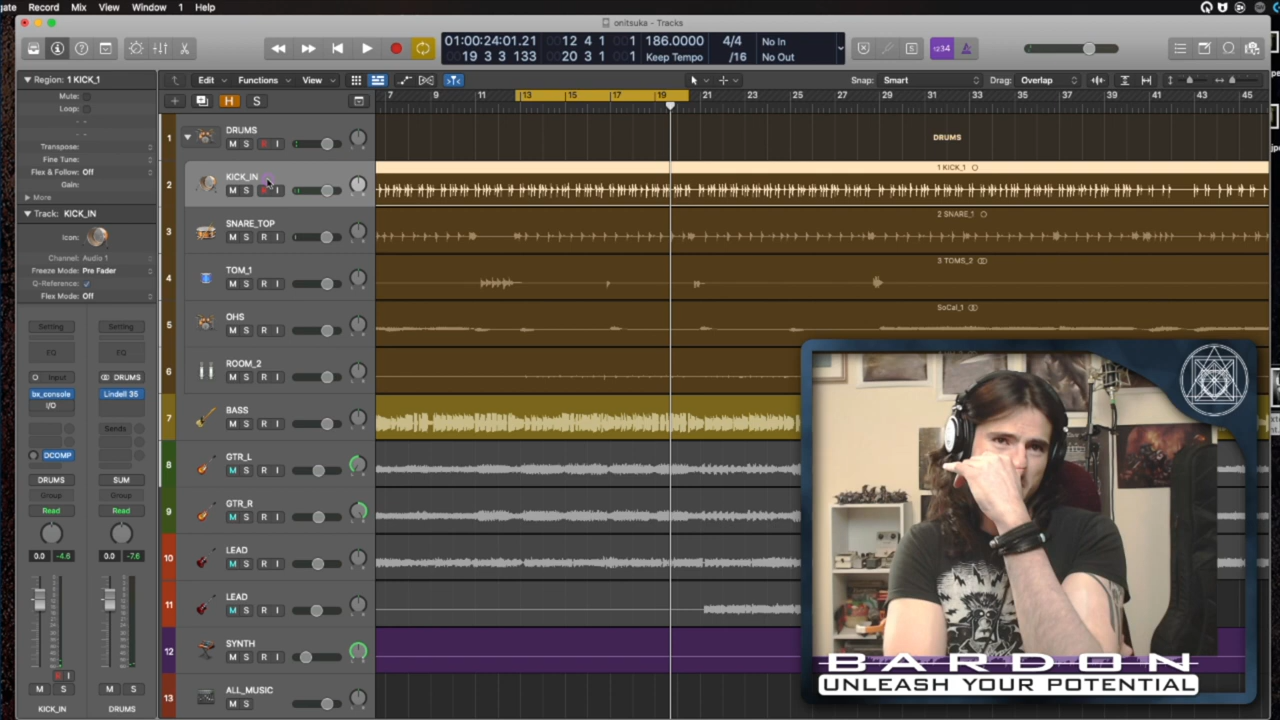 gate Record Mix View Window 1 Help
onitsuka - Tracks
01:00:24:01.21 12 4 1 1 186.0000 4/4 No In
19 3 3 133 20 3 1 1 Keep Tempo /16 No Out
1234
Region: 1 KICK_1
Mute:
Loop:
Transpose:
Fine Tune:
Flex & Follow: Off
Gain:
More
Track: KICK_IN
Icon:
Channel: Audio 1
Freeze Mode: Pre Fader
Q-Reference:
Flex Mode: Off
Setting Setting
EQ EQ
Input DRUMS
bx_console Lindell 35
I/O
Sends
DCOMP
DRUMS SUM
Group Group
Read Read
0.0 -4.6 0.0 -7.6
R I
M S M S
KICK_IN DRUMS
Edit Functions View Snap: Smart Drag: Overlap
H S
7 9 11 13 15 17 19 21 23 25 27 29 31 33 35 37 39 41 43 45
1 DRUMS
M S R I
DRUMS
2 KICK_IN
M S R I
1 KICK_1
3 SNARE_TOP
M S R I
2 SNARE_1
4 TOM_1
M S R I
3 TOMS_2
5 OHS
M S R I
SoCal_1
6 ROOM_2
M S R I
7 BASS
M S R I
8 GTR_L
M S R I
9 GTR_R
M S R I
10 LEAD
M S R I
11 LEAD
M S R I
12 SYNTH
M S R I
13 ALL_MUSIC
M S
BARDON
UNLEASH YOUR POTENTIAL